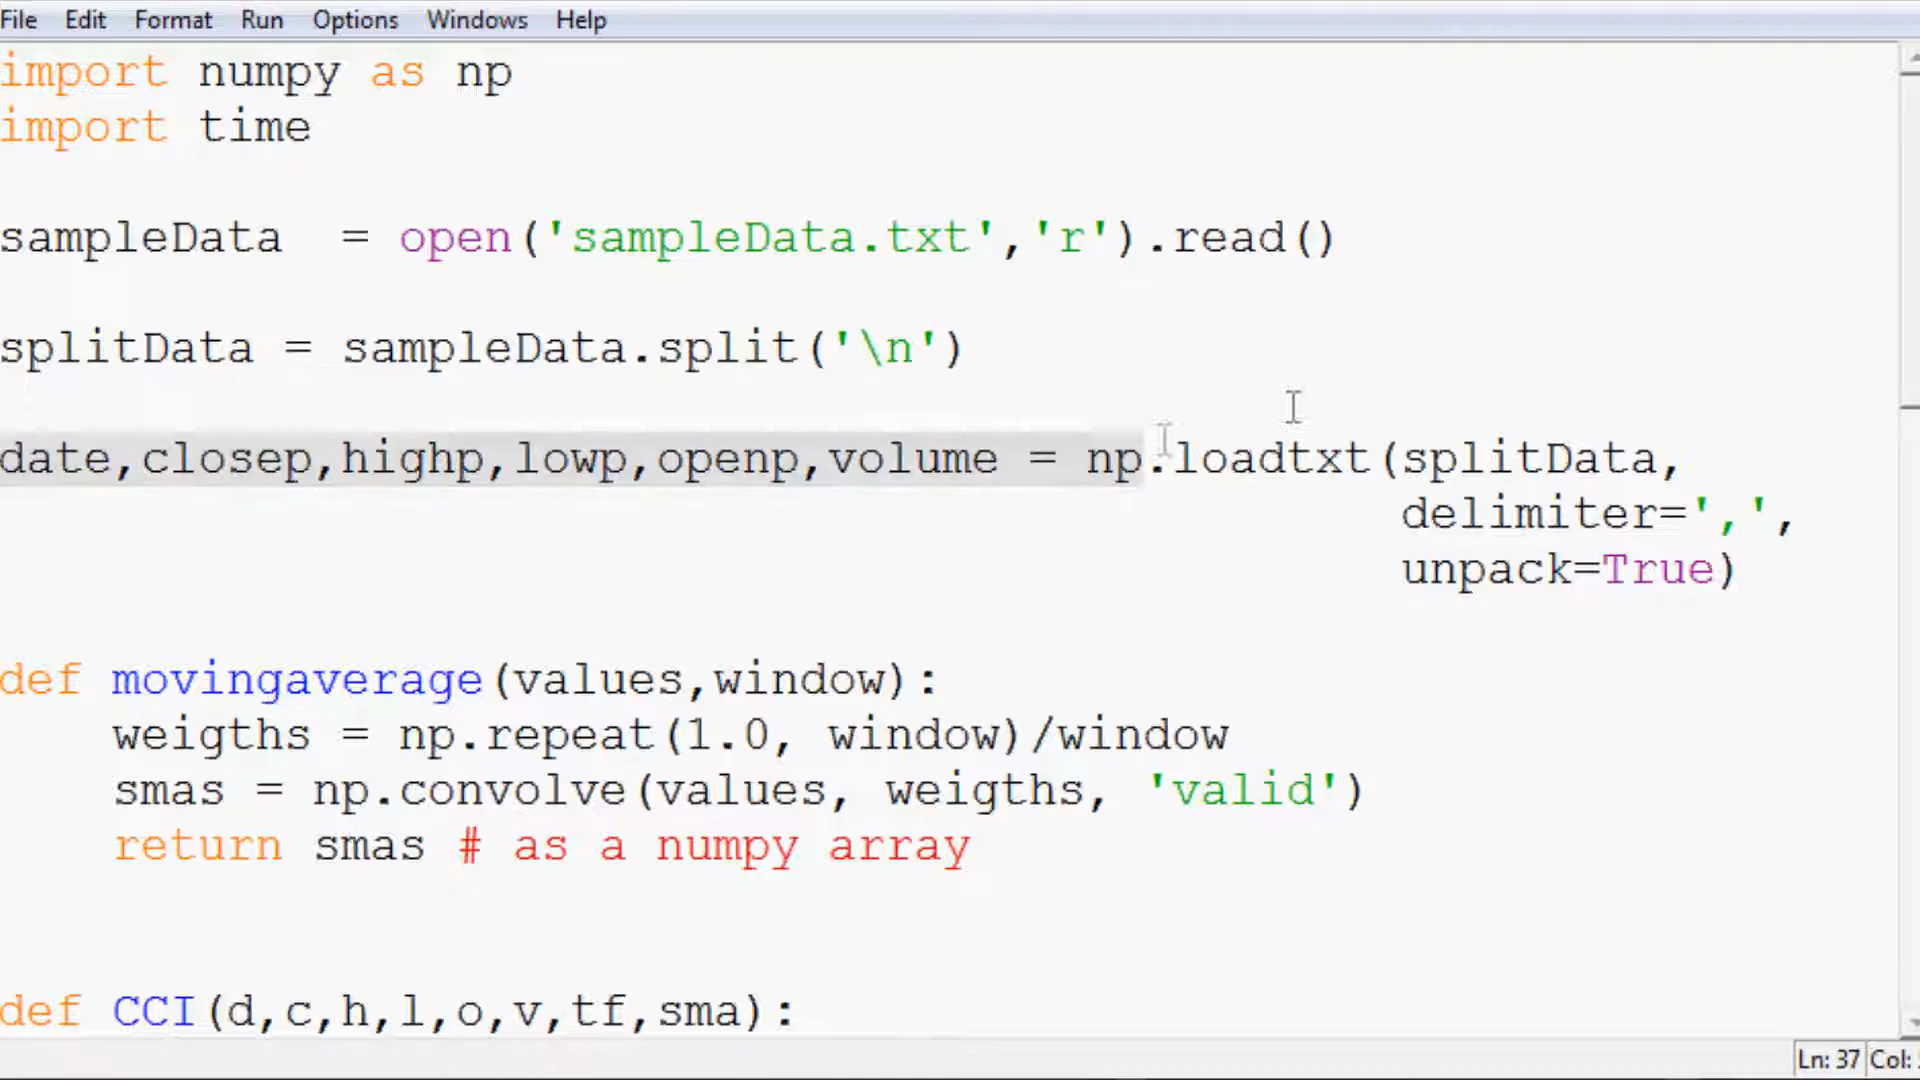 File Edit Format Run Options Windows Help
import numpy as np
import time
sampleData  = open('sampleData.txt','r').read()
splitData = sampleData.split('\n')
date,closep,highp,lowp,openp,volume = np.loadtxt(splitData,
delimiter=',',
unpack=True)
def movingaverage(values,window):
weigths = np.repeat(1.0, window)/window
smas = np.convolve(values, weigths, 'valid')
return smas # as a numpy array
def CCI(d,c,h,l,o,v,tf,sma):
Ln: 37 Col: